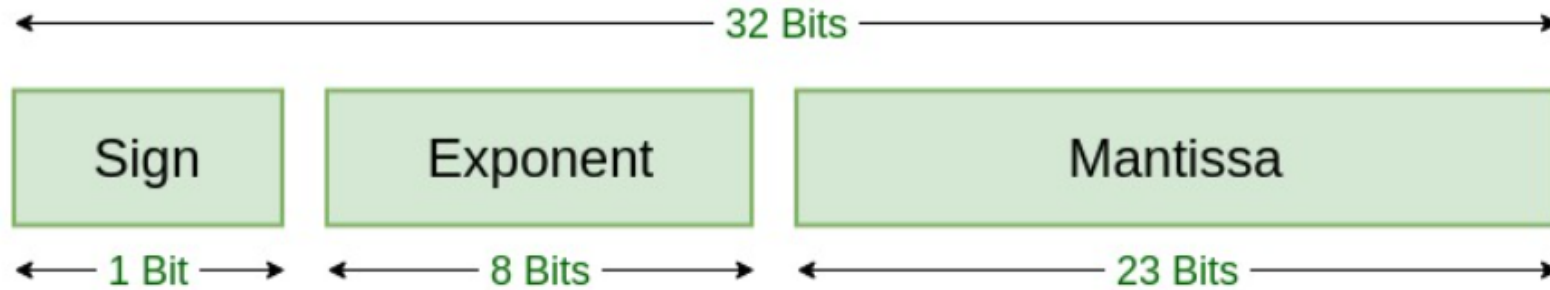 32 Bits
Sign Exponent Mantissa
1 Bit 8 Bits 23 Bits